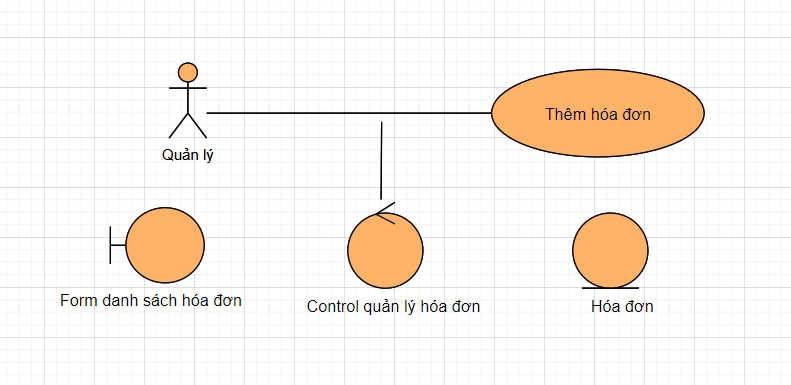 Thêm hóa đơn
Quản lý
Form danh sách hóa đơn
Control quản lý hóa đơn
Hóa đơn